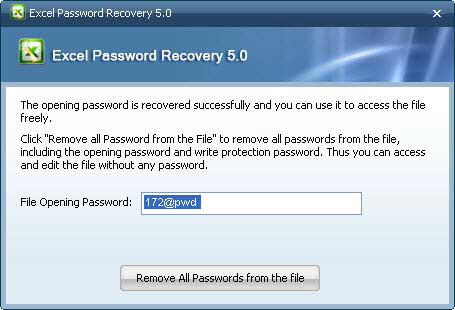 Excel Password Recovery 5.0
Excel Password Recovery 5.0
The opening password is recovered successfully and you can use it to access the file
freely.
Click "Remove all Password from the File" to remove all passwords from the file,
including the opening password and write protection password. Thus you can access
and edit the file without any password.
File Opening Password: 172@pwd
Remove All Passwords from the file